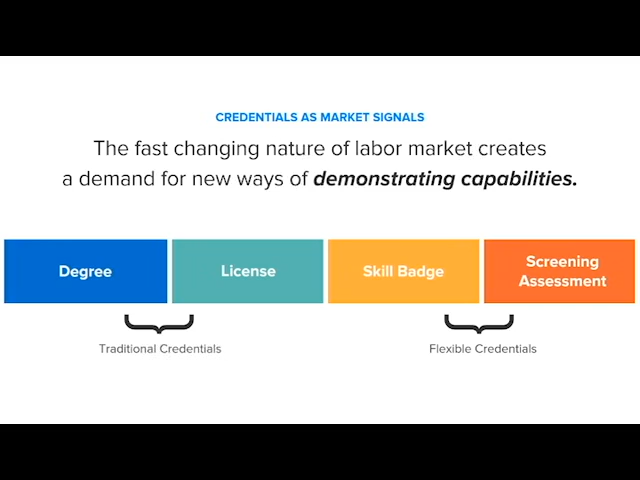 CREDENTIALS AS MARKET SIGNALS
The fast changing nature of labor market creates
a demand for new ways of demonstrating capabilities.
Degree
License
Skill Badge
Screening
Assessment
Traditional Credentials
Flexible Credentials